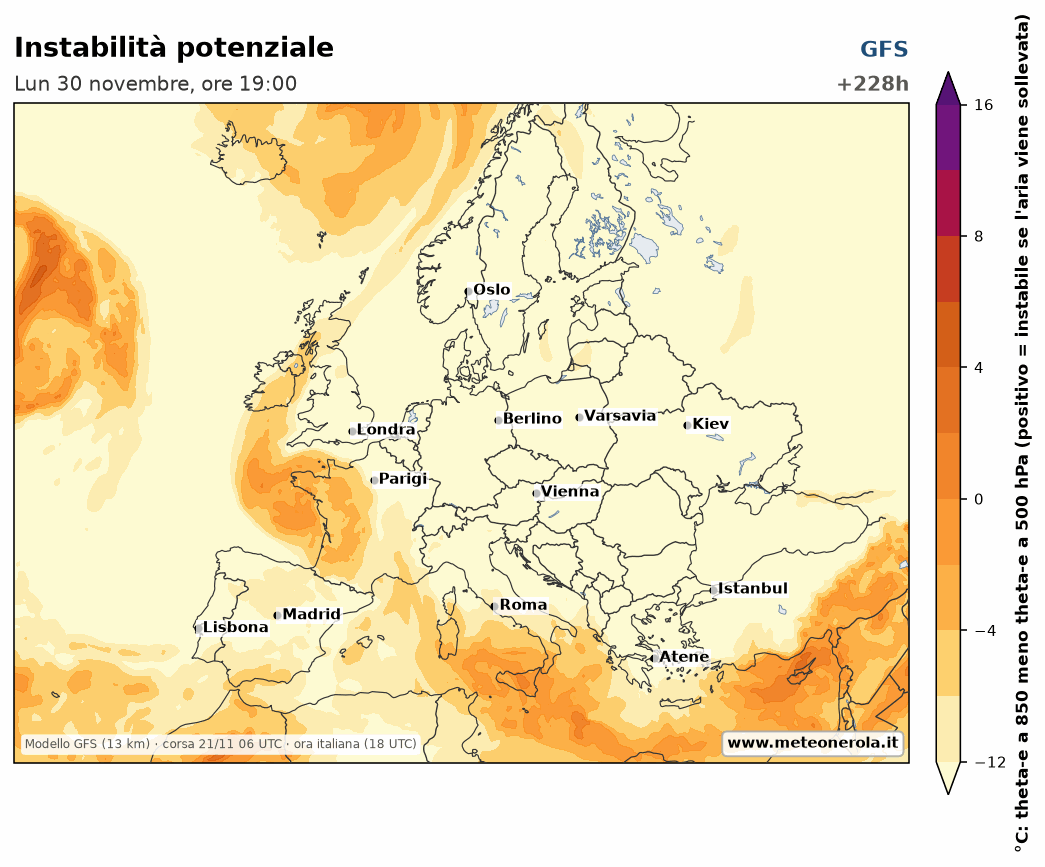 Instabilità potenziale
GFS
Lun 30 novembre, ore 19:00
+228h
Oslo
Berlino
Varsavia
Kiev
Londra
Parigi
Vienna
Istanbul
Roma
Madrid
Lisbona
Atene
Modello GFS (13 km) · corsa 21/11 06 UTC · ora italiana (18 UTC)
www.meteonerola.it
16
8
4
0
−4
−12
°C: theta-e a 850 meno theta-e a 500 hPa (positivo = instabile se l'aria viene sollevata)